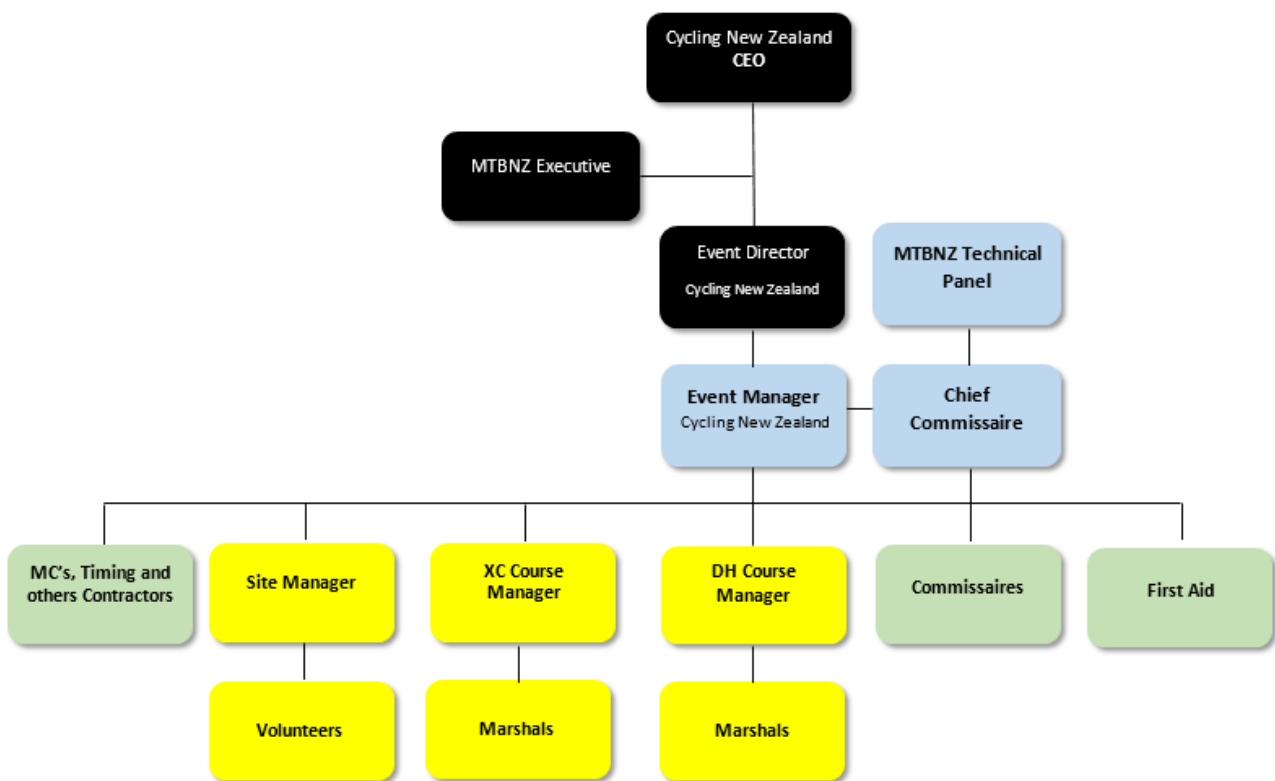 Cycling New Zealand
CEO
MTBNZ Executive
Event Director
Cycling New Zealand
MTBNZ Technical
Panel
Event Manager
Cycling New Zealand
Chief
Commissaire
MC's, Timing and
others Contractors
Site Manager
XC Course
Manager
DH Course
Manager
Commissaires
First Aid
Volunteers
Marshals
Marshals